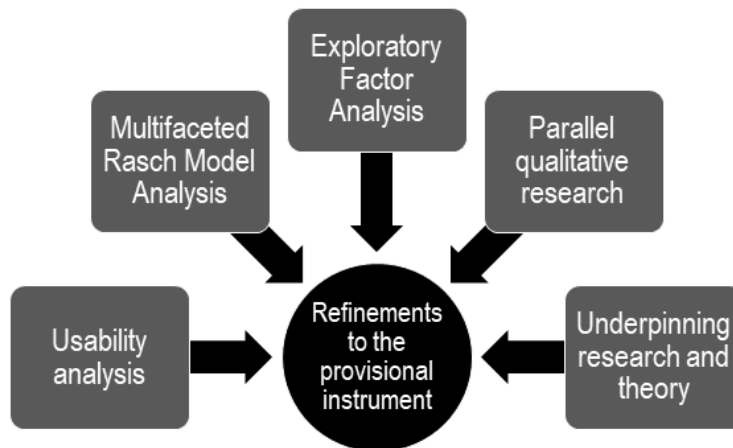 Exploratory
Factor
Analysis
Multifaceted
Rasch Model
Analysis
Parallel
qualitative
research
Usability
analysis
Refinements
to the
provisional
instrument
Underpinning
research and
theory